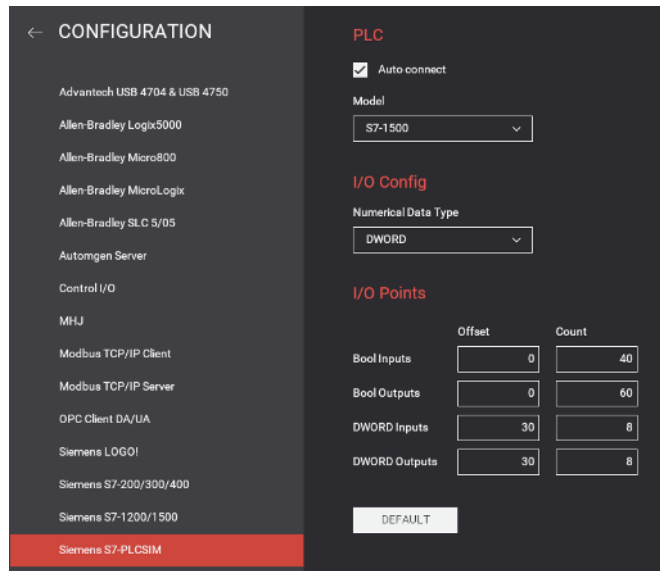 ← CONFIGURATION
Advantech USB 4704 & USB 4750
Allen-Bradley Logix5000
Allen-Bradley Micro800
Allen-Bradley MicroLogix
Allen-Bradley SLC 5/05
Automgen Server
Control I/O
MHJ
Modbus TCP/IP Client
Modbus TCP/IP Server
OPC Client DA/UA
Siemens LOGO!
Siemens S7-200/300/400
Siemens S7-1200/1500
Siemens S7-PLCSIM
PLC
Auto connect
Model
S7-1500
I/O Config
Numerical Data Type
DWORD
I/O Points
Offset Count
Bool Inputs 0 40
Bool Outputs 0 60
DWORD Inputs 30 8
DWORD Outputs 30 8
DEFAULT